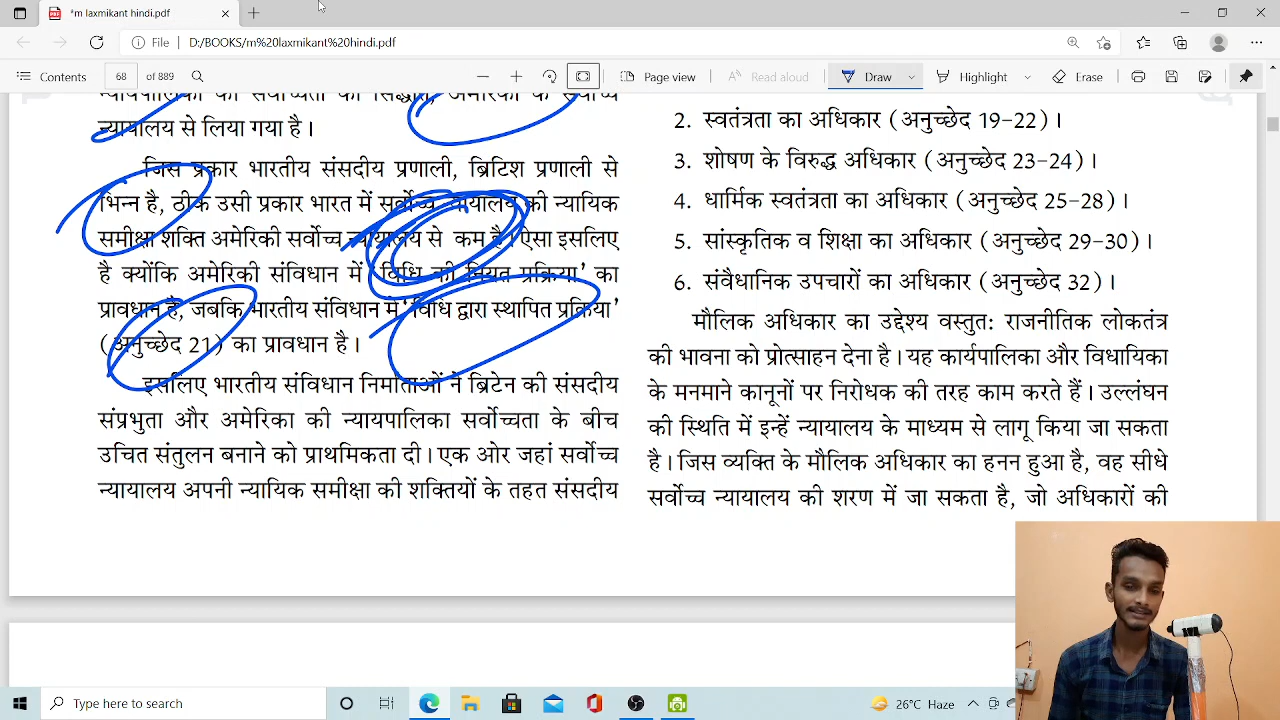 *m laxmikant hindi.pdf
File D:/BOOKS/m%20laxmikant%20hindi.pdf
Contents 68 of 889 Page view Read aloud Draw Highlight Erase
न्यायालय से लिया गया है।
जिस प्रकार भारतीय संसदीय प्रणाली, ब्रिटिश प्रणाली से
भिन्न है, ठीक उसी प्रकार भारत में सर्वोच्च न्यायालय की न्यायिक
समीक्षा शक्ति अमेरिकी सर्वोच्च न्यायालय से कम है। ऐसा इसलिए
है क्योंकि अमेरिकी संविधान में 'विधि की नियत प्रक्रिया' का
प्रावधान है, जबकि भारतीय संविधान में 'विधि द्वारा स्थापित प्रक्रिया'
(अनुच्छेद 21) का प्रावधान है।
इसलिए भारतीय संविधान निर्माताओं ने ब्रिटेन की संसदीय
संप्रभुता और अमेरिका की न्यायपालिका सर्वोच्चता के बीच
उचित संतुलन बनाने को प्राथमिकता दी। एक ओर जहां सर्वोच्च
न्यायालय अपनी न्यायिक समीक्षा की शक्तियों के तहत संसदीय
2. स्वतंत्रता का अधिकार (अनुच्छेद 19-22)।
3. शोषण के विरुद्ध अधिकार (अनुच्छेद 23-24)।
4. धार्मिक स्वतंत्रता का अधिकार (अनुच्छेद 25-28)।
5. सांस्कृतिक व शिक्षा का अधिकार (अनुच्छेद 29-30)।
6. संवैधानिक उपचारों का अधिकार (अनुच्छेद 32)।
मौलिक अधिकार का उद्देश्य वस्तुत: राजनीतिक लोकतंत्र
की भावना को प्रोत्साहन देना है। यह कार्यपालिका और विधायिका
के मनमाने कानूनों पर निरोधक की तरह काम करते हैं। उल्लंघन
की स्थिति में इन्हें न्यायालय के माध्यम से लागू किया जा सकता
है। जिस व्यक्ति के मौलिक अधिकार का हनन हुआ है, वह सीधे
सर्वोच्च न्यायालय की शरण में जा सकता है, जो अधिकारों की
Type here to search
26°C Haze